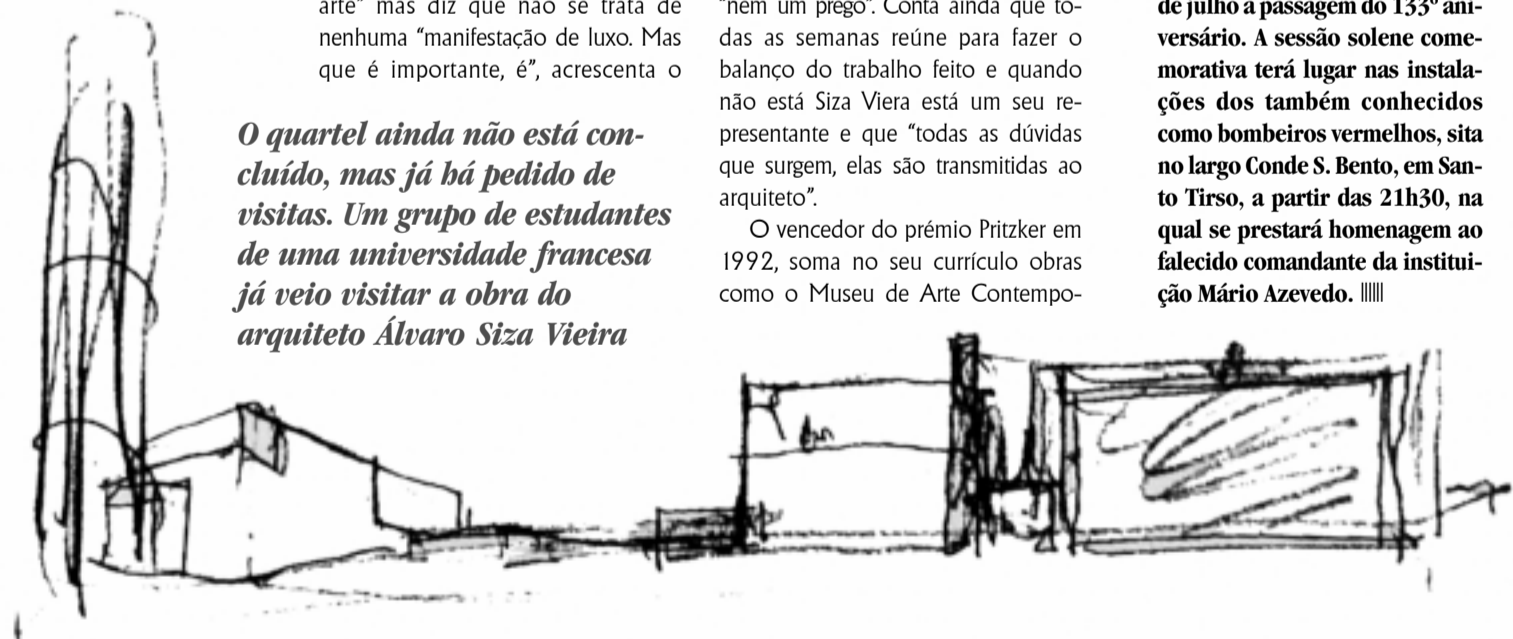 arte” mas diz que não se trata de
nenhuma “manifestação de luxo. Mas
que é importante, é”, acrescenta o
O quartel ainda não está con-
cluído, mas já há pedido de
visitas. Um grupo de estudantes
de uma universidade francesa
já veio visitar a obra do
arquiteto Álvaro Siza Vieira
“nem um prego”. Conta ainda que to-
das as semanas reúne para fazer o
balanço do trabalho feito e quando
não está Siza Viera está um seu re-
presentante e que “todas as dúvidas
que surgem, elas são transmitidas ao
arquiteto”.
O vencedor do prémio Pritzker em
1992, soma no seu currículo obras
como o Museu de Arte Contempo-
de julho a passagem do 133º ani-
versário. A sessão solene come-
morativa terá lugar nas instala-
ções dos também conhecidos
como bombeiros vermelhos, sita
no largo Conde S. Bento, em San-
to Tirso, a partir das 21h30, na
qual se prestará homenagem ao
falecido comandante da institui-
ção Mário Azevedo.